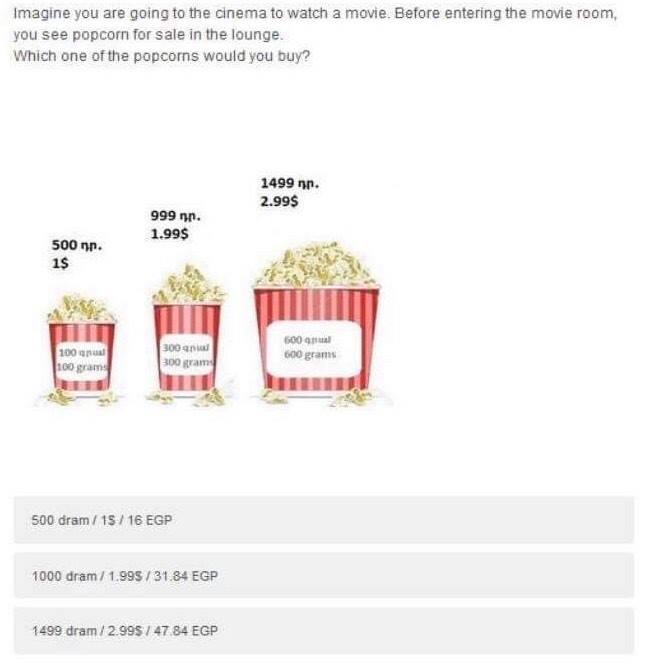 Imagine you are going to the cinema to watch a movie. Before entering the movie room,
you see popcorn for sale in the lounge.
Which one of the popcorns would you buy?
1499 դր.
2.99$
999 դր.
1.99$
500 դր.
1$
100 գրամ
100 grams
300 գրամ
300 grams
600 գրամ
600 grams
500 dram / 1$ / 16 EGP
1000 dram / 1.99$ / 31.84 EGP
1499 dram / 2.99$ / 47.84 EGP